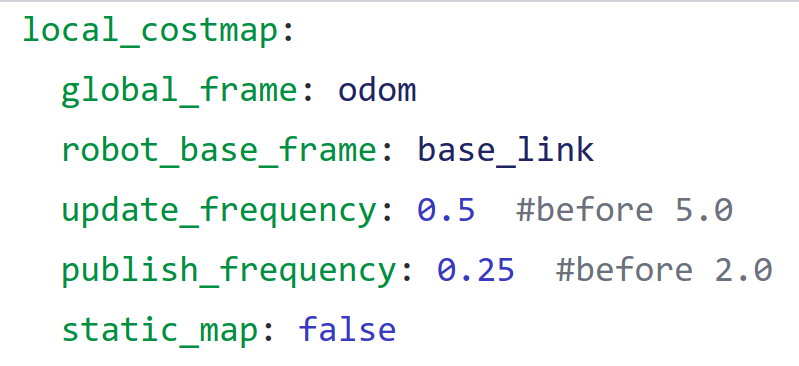 local_costmap:
  global_frame: odom
  robot_base_frame: base_link
  update_frequency: 0.5  #before 5.0
  publish_frequency: 0.25  #before 2.0
  static_map: false